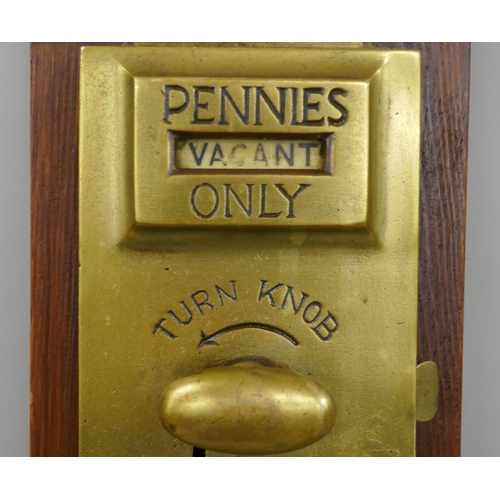 PENNIES
VACANT
ONLY
TURN KNOB